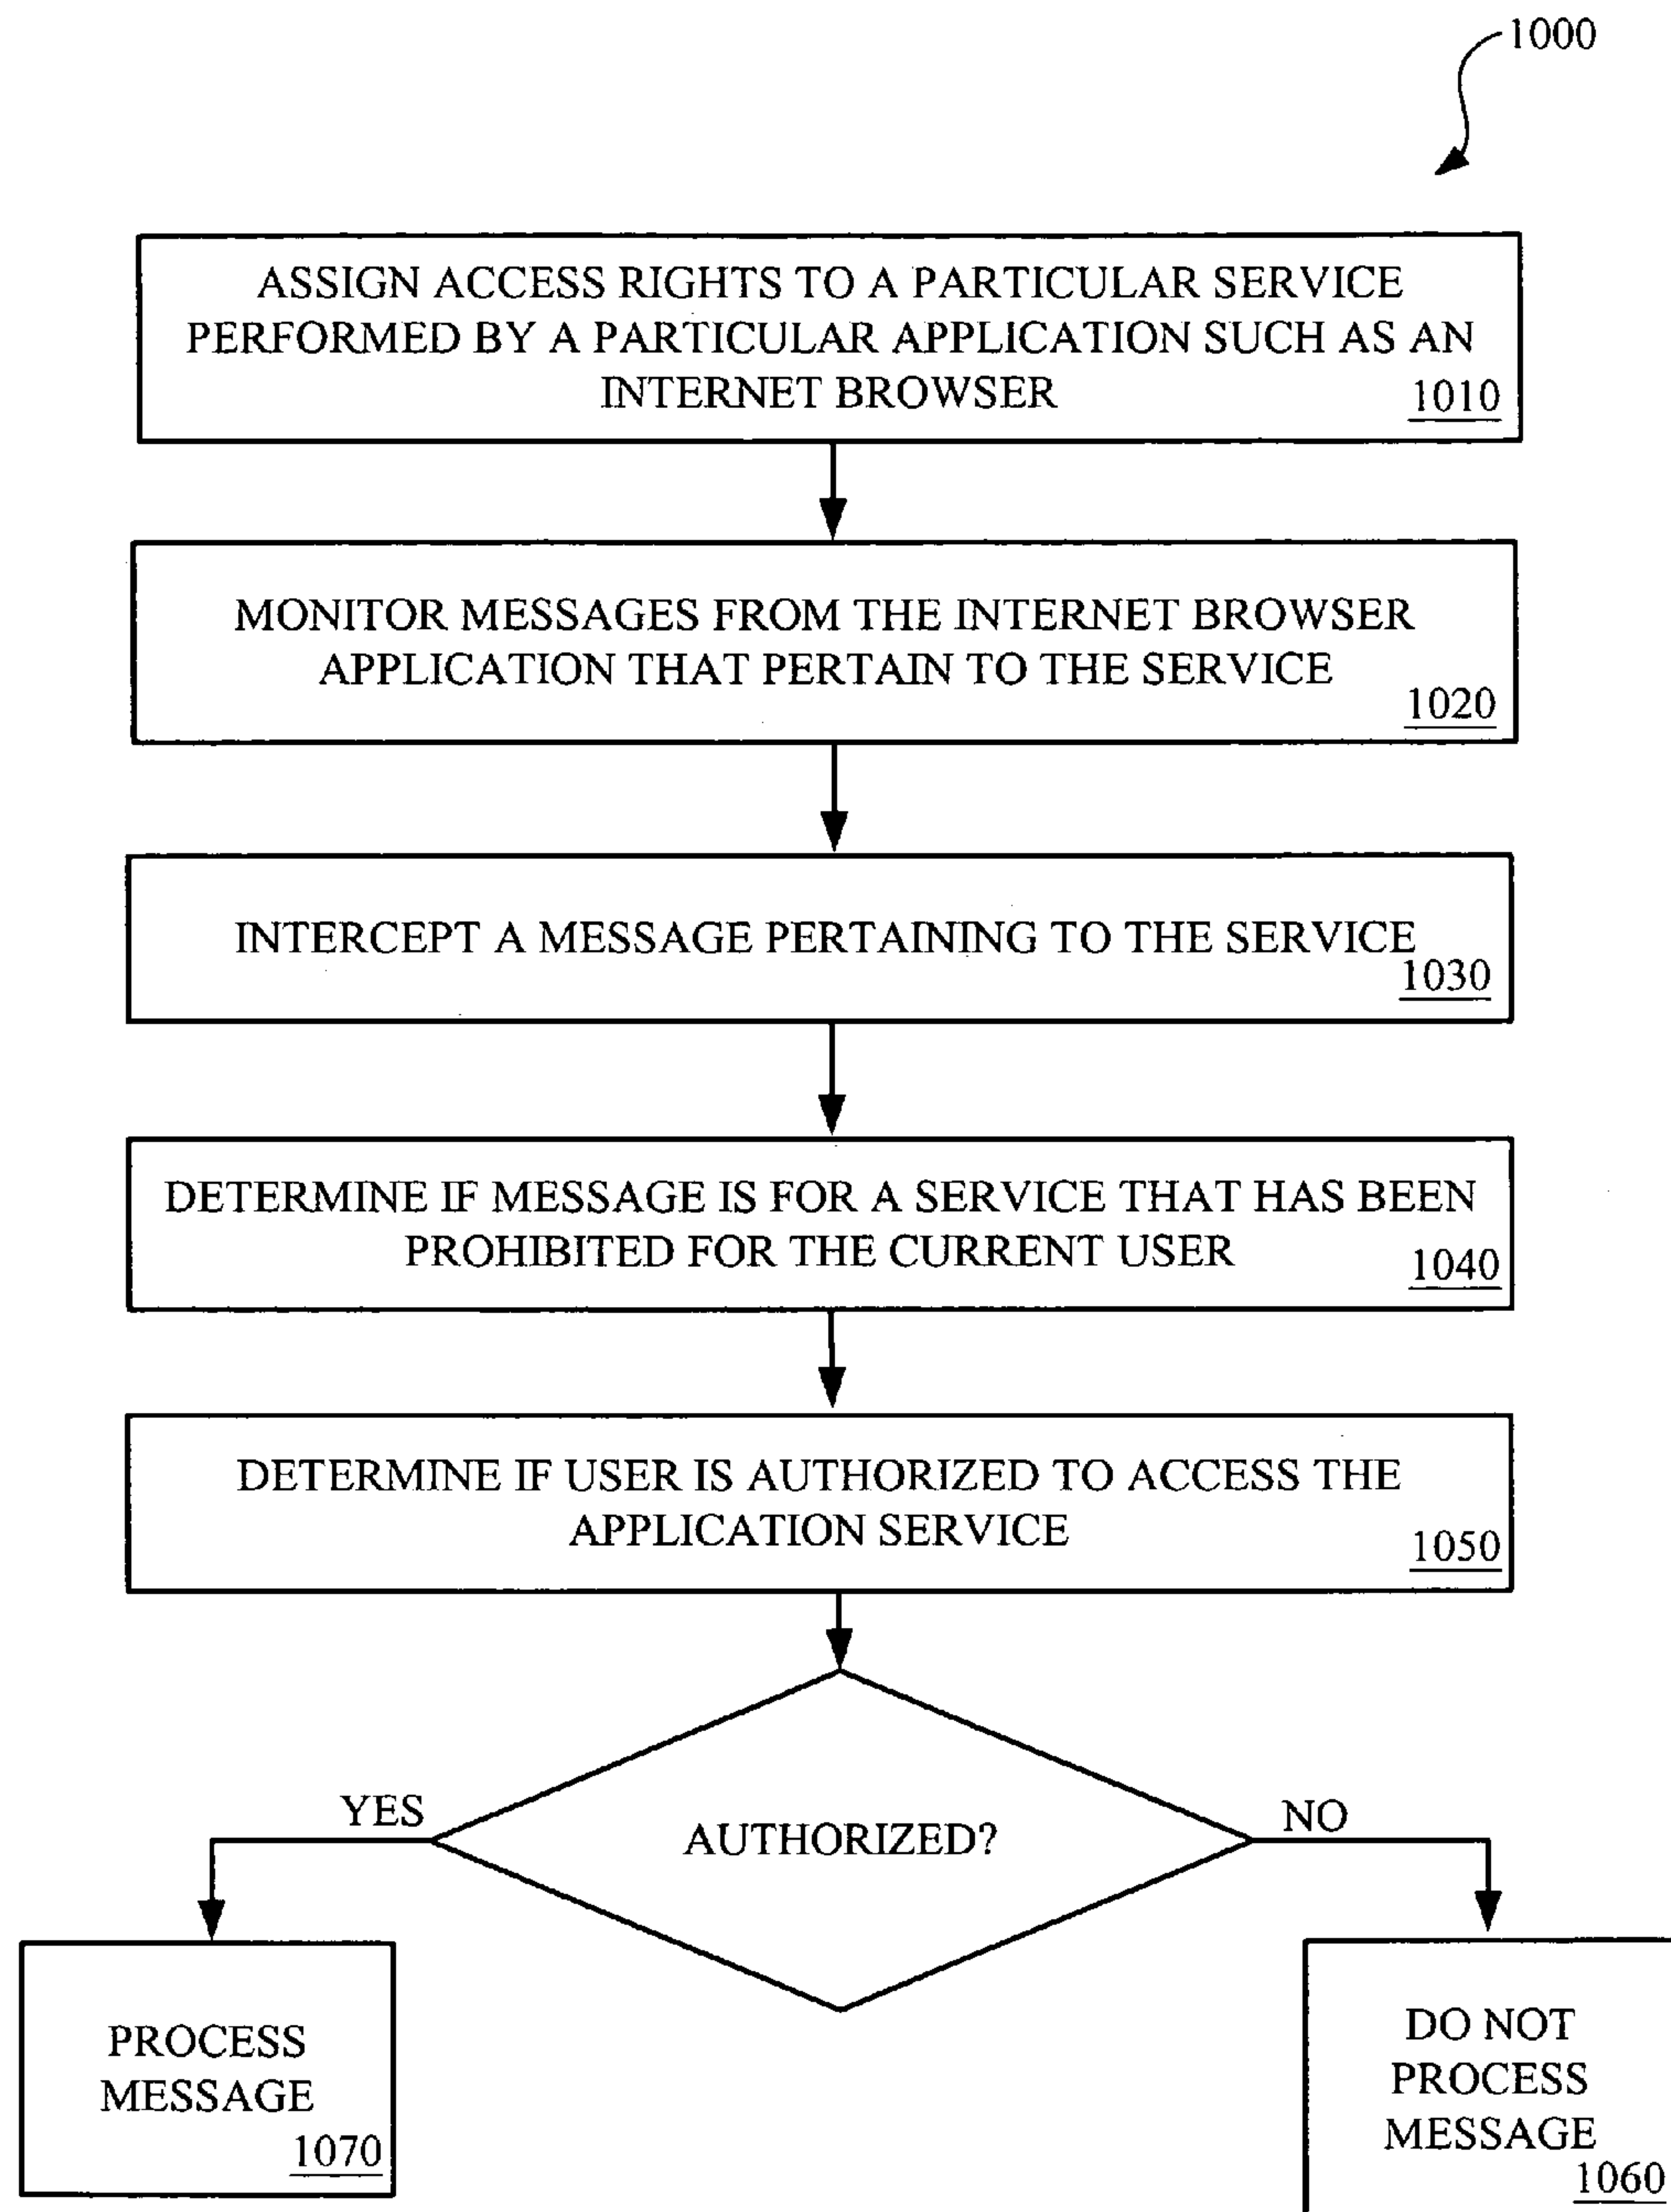 1000
ASSIGN ACCESS RIGHTS TO A PARTICULAR SERVICE
PERFORMED BY A PARTICULAR APPLICATION SUCH AS AN
INTERNET BROWSER
1010
MONITOR MESSAGES FROM THE INTERNET BROWSER
APPLICATION THAT PERTAIN TO THE SERVICE
1020
INTERCEPT A MESSAGE PERTAINING TO THE SERVICE
1030
DETERMINE IF MESSAGE IS FOR A SERVICE THAT HAS BEEN
PROHIBITED FOR THE CURRENT USER
1040
DETERMINE IF USER IS AUTHORIZED TO ACCESS THE
APPLICATION SERVICE
1050
YES
AUTHORIZED?
NO
PROCESS
MESSAGE
1070
DO NOT
PROCESS
MESSAGE
1060